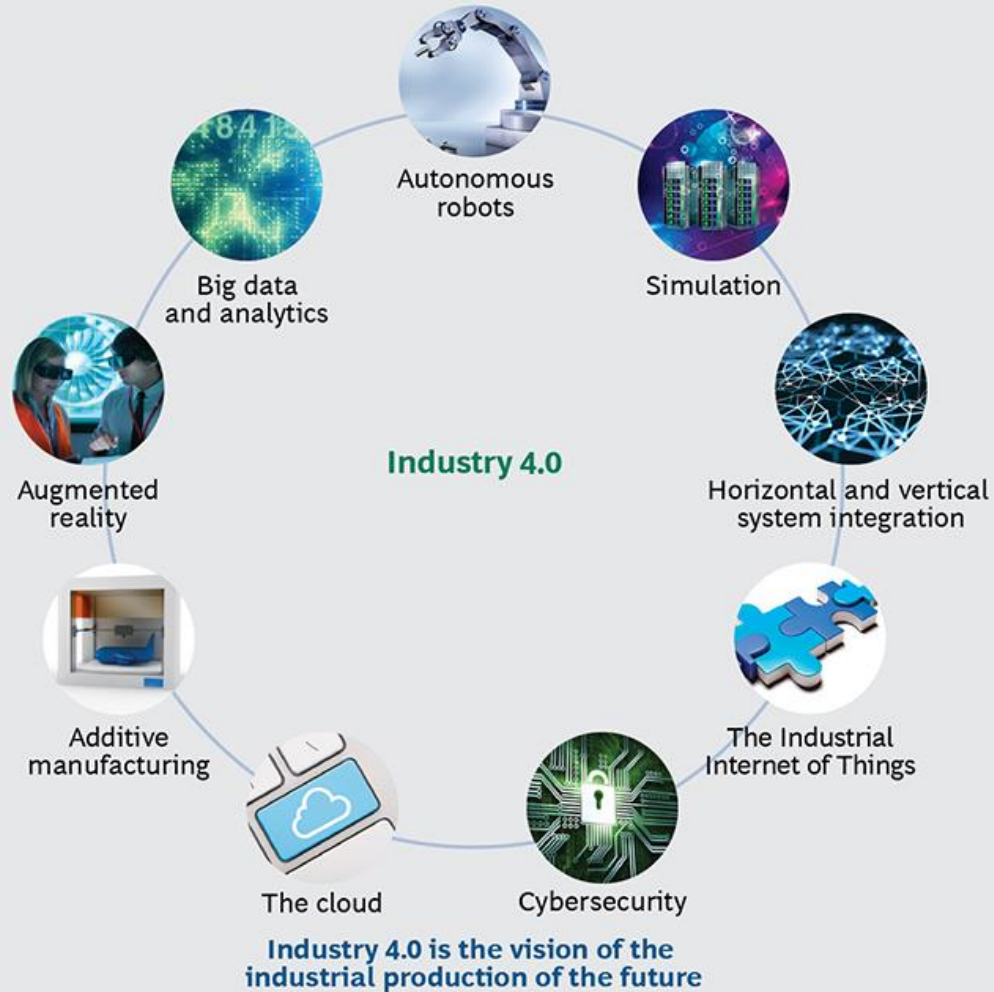 Autonomous
robots
Simulation
Horizontal and vertical
system integration
The Industrial
Internet of Things
Cybersecurity
The cloud
Additive
manufacturing
Augmented
reality
Big data
and analytics
48415
Industry 4.0
Industry 4.0 is the vision of the
industrial production of the future